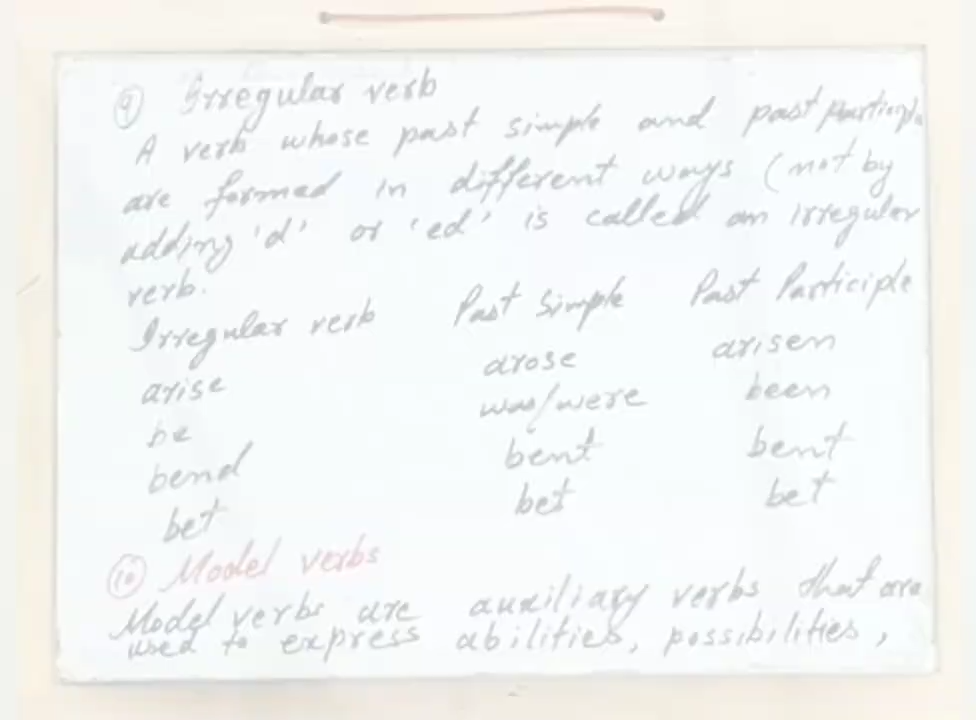 (9) Irregular verb
A verb whose past simple and past participle
are formed in different ways (not by
adding 'd' or 'ed' is called an irregular
verb.
Irregular verb Past Simple Past Participle
arise arose arisen
be was/were been
bend bent bent
bet bet bet
(10) Model verbs
Model verbs are auxiliary verbs that are
used to express abilities, possibilities,